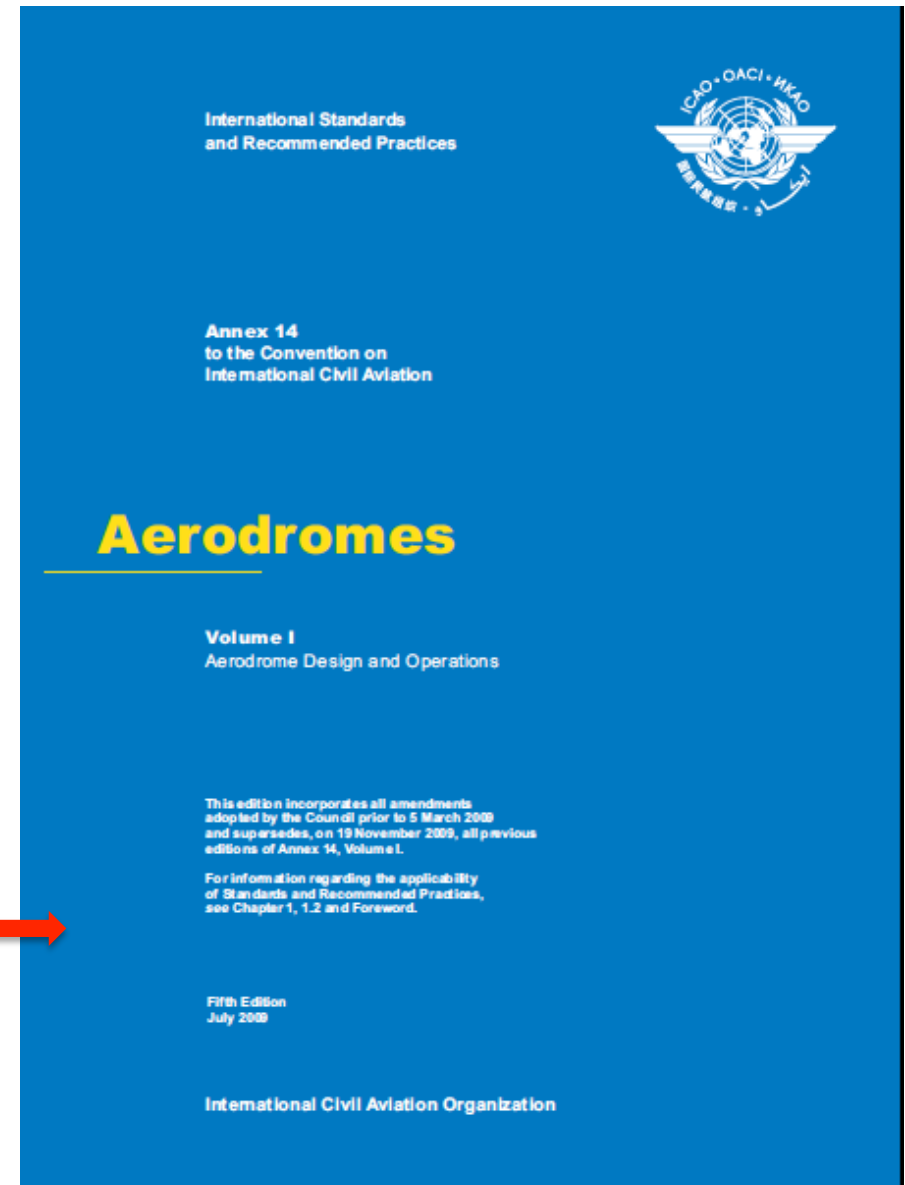 International Standards
and Recommended Practices
ICAO · OACI · ИКАО
Annex 14
to the Convention on
International Civil Aviation
Aerodromes
Volume I
Aerodrome Design and Operations
This edition incorporates all amendments
adopted by the Council prior to 5 March 2009
and supersedes, on 19 November 2009, all previous
editions of Annex 14, Volume I.
For information regarding the applicability
of Standards and Recommended Practices,
see Chapter 1, 1.2 and Foreword.
Fifth Edition
July 2009
International Civil Aviation Organization